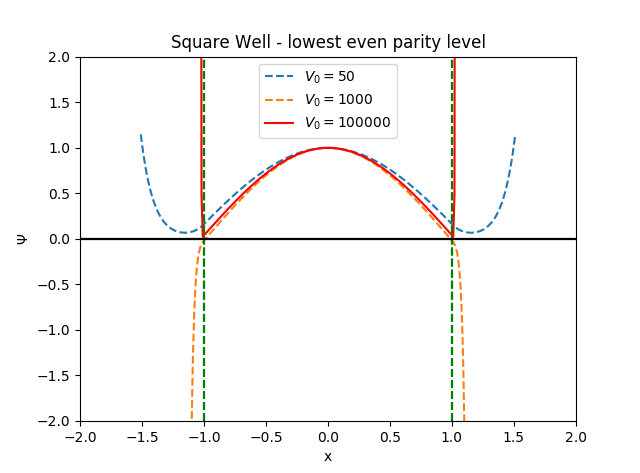 Square Well - lowest even parity level
V₀ = 50
V₀ = 1000
V₀ = 100000
Ψ
2.0
1.5
1.0
0.5
0.0
−0.5
−1.0
−1.5
−2.0
−2.0 −1.5 −1.0 −0.5 0.0 0.5 1.0 1.5 2.0
x